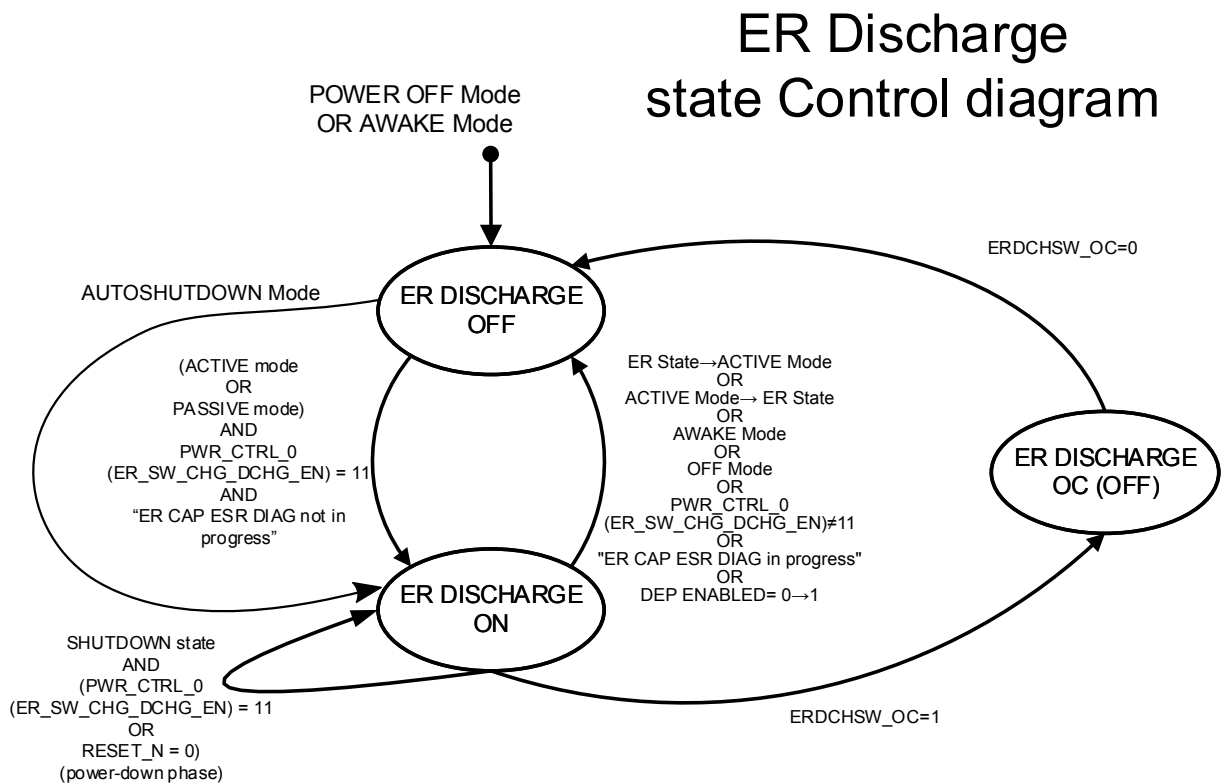 ER Discharge
state Control diagram
POWER OFF Mode
OR AWAKE Mode
ERDCHSW_OC=0
AUTOSHUTDOWN Mode
ER DISCHARGE
OFF
(ACTIVE mode
OR
PASSIVE mode)
AND
PWR_CTRL_0
(ER_SW_CHG_DCHG_EN) = 11
AND
“ER CAP ESR DIAG not in
progress”
ER State→ACTIVE Mode
OR
ACTIVE Mode→ ER State
OR
AWAKE Mode
OR
OFF Mode
OR
PWR_CTRL_0
(ER_SW_CHG_DCHG_EN)≠11
OR
"ER CAP ESR DIAG in progress"
OR
DEP ENABLED= 0→1
ER DISCHARGE
OC (OFF)
ER DISCHARGE
ON
SHUTDOWN state
AND
(PWR_CTRL_0
(ER_SW_CHG_DCHG_EN) = 11
OR
RESET_N = 0)
(power-down phase)
ERDCHSW_OC=1